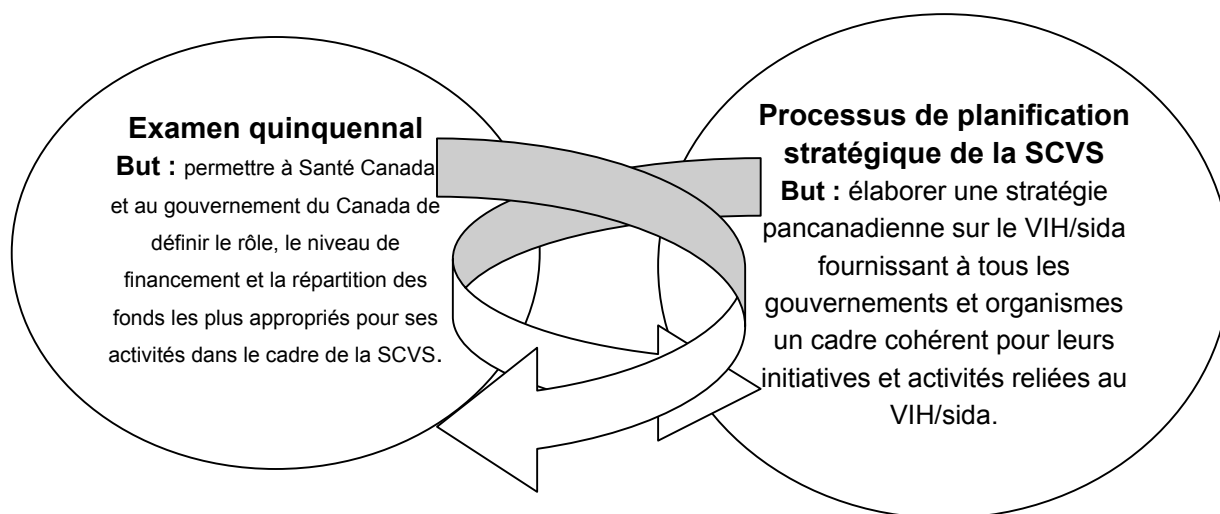 Examen quinquennal
But : permettre à Santé Canada
et au gouvernement du Canada de
définir le rôle, le niveau de
financement et la répartition des
fonds les plus appropriés pour ses
activités dans le cadre de la SCVS.
Processus de planification
stratégique de la SCVS
But : élaborer une stratégie
pancanadienne sur le VIH/sida
fournissant à tous les
gouvernements et organismes
un cadre cohérent pour leurs
initiatives et activités reliées au
VIH/sida.